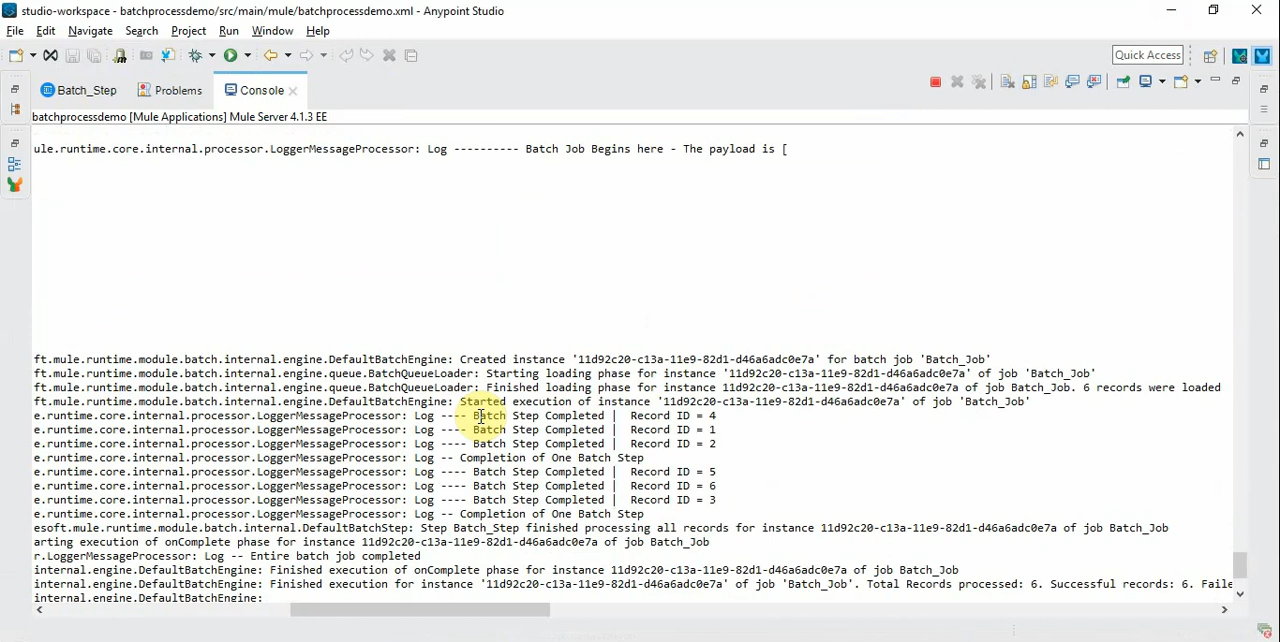 studio-workspace - batchprocessdemo/src/main/mule/batchprocessdemo.xml - Anypoint Studio
File Edit Navigate Search Project Run Window Help
Quick Access
Batch_Step Problems Console
batchprocessdemo [Mule Applications] Mule Server 4.1.3 EE
ule.runtime.core.internal.processor.LoggerMessageProcessor: Log ---------- Batch Job Begins here - The payload is [
ft.mule.runtime.module.batch.internal.engine.DefaultBatchEngine: Created instance '11d92c20-c13a-11e9-82d1-d46a6adc0e7a' for batch job 'Batch_Job'
ft.mule.runtime.module.batch.internal.engine.queue.BatchQueueLoader: Starting loading phase for instance '11d92c20-c13a-11e9-82d1-d46a6adc0e7a' of job 'Batch_Job'
ft.mule.runtime.module.batch.internal.engine.queue.BatchQueueLoader: Finished loading phase for instance 11d92c20-c13a-11e9-82d1-d46a6adc0e7a of job Batch_Job. 6 records were loaded
ft.mule.runtime.module.batch.internal.engine.DefaultBatchEngine: Started execution of instance '11d92c20-c13a-11e9-82d1-d46a6adc0e7a' of job 'Batch_Job'
e.runtime.core.internal.processor.LoggerMessageProcessor: Log ---- Batch Step Completed | Record ID = 4
e.runtime.core.internal.processor.LoggerMessageProcessor: Log ---- Batch Step Completed | Record ID = 1
e.runtime.core.internal.processor.LoggerMessageProcessor: Log ---- Batch Step Completed | Record ID = 2
e.runtime.core.internal.processor.LoggerMessageProcessor: Log -- Completion of One Batch Step
e.runtime.core.internal.processor.LoggerMessageProcessor: Log ---- Batch Step Completed | Record ID = 5
e.runtime.core.internal.processor.LoggerMessageProcessor: Log ---- Batch Step Completed | Record ID = 6
e.runtime.core.internal.processor.LoggerMessageProcessor: Log ---- Batch Step Completed | Record ID = 3
e.runtime.core.internal.processor.LoggerMessageProcessor: Log -- Completion of One Batch Step
esoft.mule.runtime.module.batch.internal.DefaultBatchStep: Step Batch_Step finished processing all records for instance 11d92c20-c13a-11e9-82d1-d46a6adc0e7a of job Batch_Job
arting execution of onComplete phase for instance 11d92c20-c13a-11e9-82d1-d46a6adc0e7a of job Batch_Job
r.LoggerMessageProcessor: Log -- Entire batch job completed
internal.engine.DefaultBatchEngine: Finished execution of onComplete phase for instance 11d92c20-c13a-11e9-82d1-d46a6adc0e7a of job Batch_Job
internal.engine.DefaultBatchEngine: Finished execution for instance '11d92c20-c13a-11e9-82d1-d46a6adc0e7a' of job 'Batch_Job'. Total Records processed: 6. Successful records: 6. Faile
internal.engine.DefaultBatchEngine: